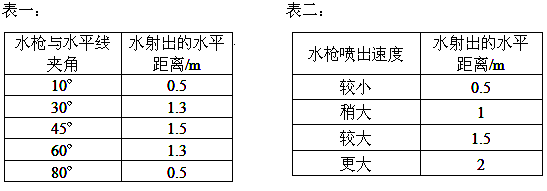 表一：
水枪与水平线夹角 水射出的水平距离/m
10° 0.5
30° 1.3
45° 1.5
60° 1.3
80° 0.5
表二：
水枪喷出速度 水射出的水平距离/m
较小 0.5
稍大 1
较大 1.5
更大 2